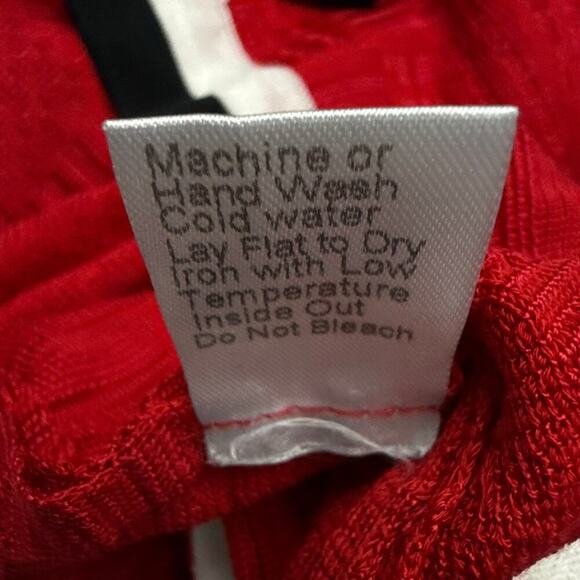 Machine or
Hand Wash
Cold water
Lay Flat to Dry
Iron with Low
Temperature
Inside Out
Do Not Bleach